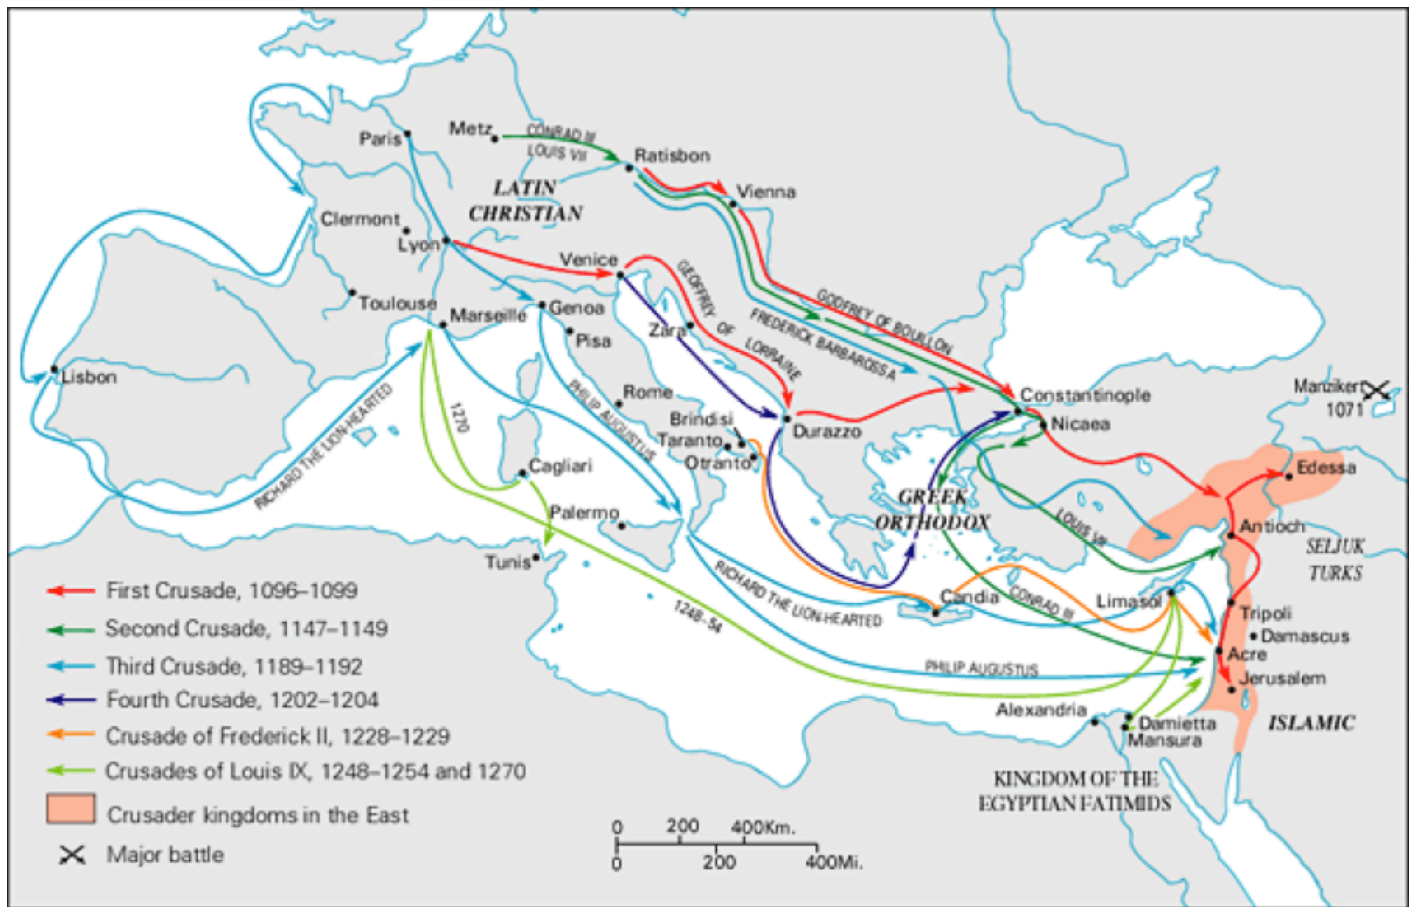 Paris
Metz
CONRAD III
LOUIS VII
Ratisbon
Vienna
LATIN
CHRISTIAN
Clermont
Lyon
Venice
GEOFFREY OF LORRAINE
GODFREY OF BOUILLON
FREDERICK BARBAROSSA
Toulouse
Marseille
Genoa
Pisa
Zara
Lisbon
RICHARD THE LION-HEARTED
1270
PHILIP AUGUSTUS
Rome
Brindisi
Taranto
Otranto
Durazzo
Constantinople
Nicaea
Manzikert
1071
Cagliari
Palermo
Tunis
GREEK
ORTHODOX
LOUIS VII
Edessa
Antioch
SELJUK
TURKS
RICHARD THE LION-HEARTED
1248–54
Candia
CONRAD III
Limasol
Tripoli
Damascus
Acre
PHILIP AUGUSTUS
Jerusalem
Alexandria
Damietta
Mansura
ISLAMIC
KINGDOM OF THE
EGYPTIAN FATIMIDS
First Crusade, 1096–1099
Second Crusade, 1147–1149
Third Crusade, 1189–1192
Fourth Crusade, 1202–1204
Crusade of Frederick II, 1228–1229
Crusades of Louis IX, 1248–1254 and 1270
Crusader kingdoms in the East
Major battle
0 200 400Km.
0 200 400Mi.